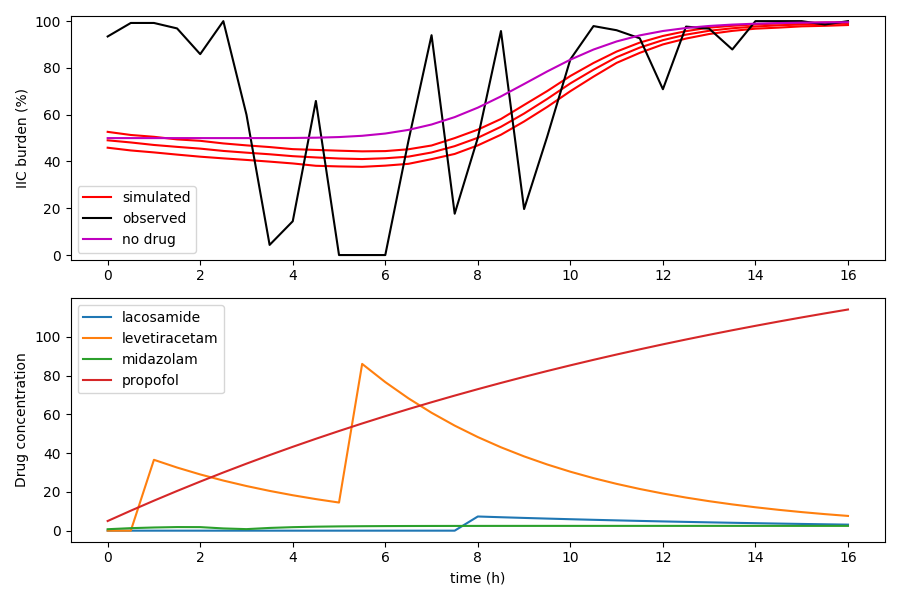 100
80
60
40
20
0
IIC burden (%)
simulated
observed
no drug
0 2 4 6 8 10 12 14 16
100
80
60
40
20
0
Drug concentration
lacosamide
levetiracetam
midazolam
propofol
0 2 4 6 8 10 12 14 16
time (h)